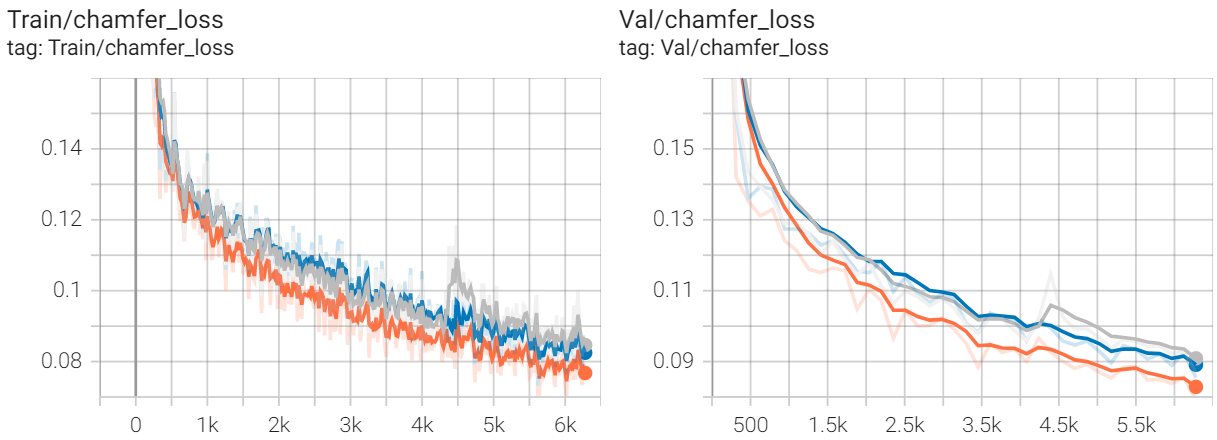 Train/chamfer_loss
tag: Train/chamfer_loss
0.14
0.12
0.1
0.08
0 1k 2k 3k 4k 5k 6k
Val/chamfer_loss
tag: Val/chamfer_loss
0.15
0.13
0.11
0.09
500 1.5k 2.5k 3.5k 4.5k 5.5k